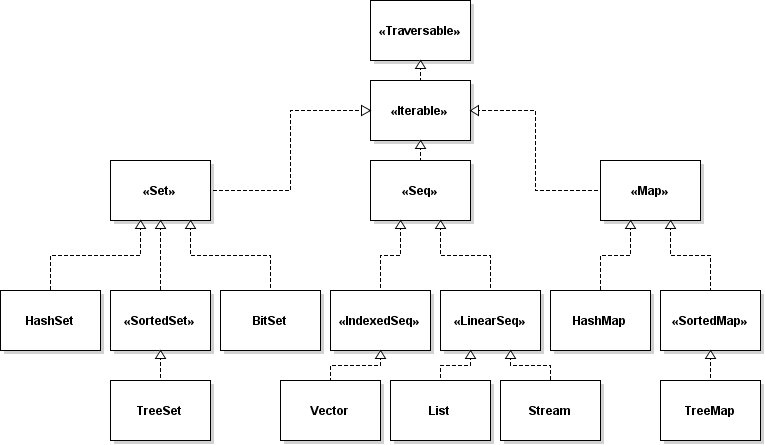 «Traversable»
«Iterable»
«Set»
«Seq»
«Map»
HashSet
«SortedSet»
BitSet
«IndexedSeq»
«LinearSeq»
HashMap
«SortedMap»
TreeSet
Vector
List
Stream
TreeMap